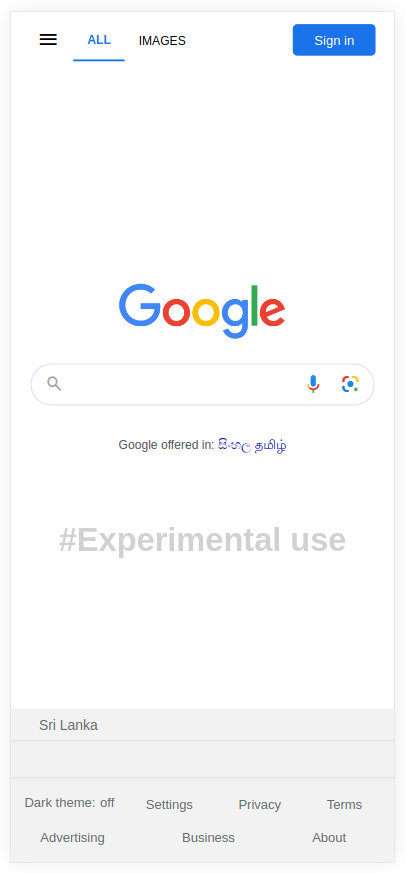 ALL IMAGES Sign in
Google
Google offered in: සිංහල தமிழ்
#Experimental use
Sri Lanka
Dark theme: off Settings Privacy Terms
Advertising Business About